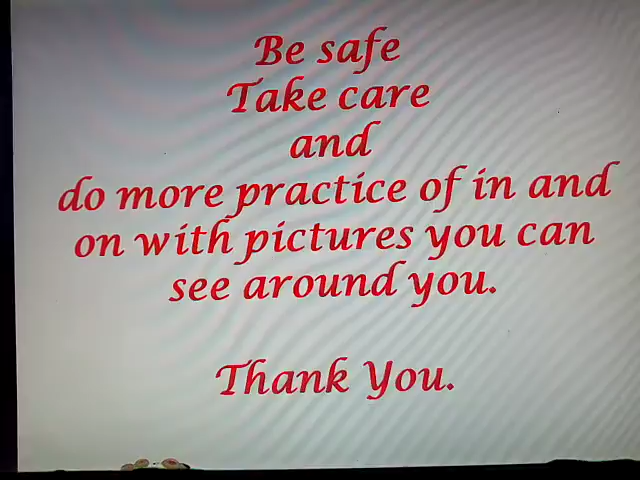 Be safe
Take care
and
do more practice of in and
on with pictures you can
see around you.
Thank You.